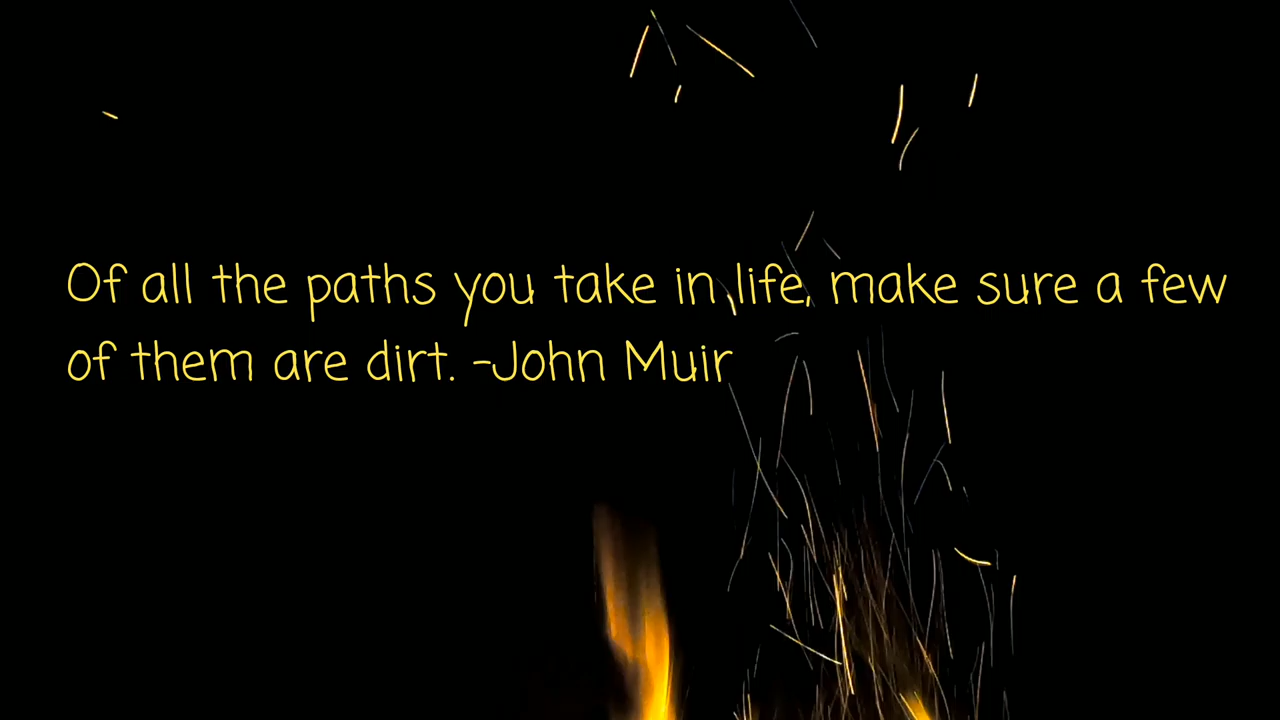 Of all the paths you take in life, make sure a few
of them are dirt. -John Muir